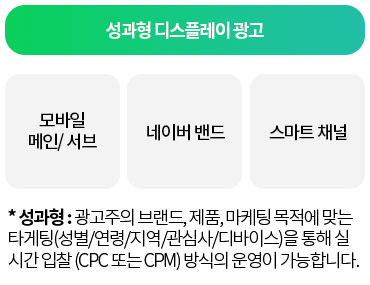 성과형 디스플레이 광고
모바일
메인/ 서브
네이버 밴드
스마트 채널
* 성과형 : 광고주의 브랜드, 제품, 마케팅 목적에 맞는
타게팅(성별/연령/지역/관심사/디바이스)을 통해 실
시간 입찰 (CPC 또는 CPM) 방식의 운영이 가능합니다.